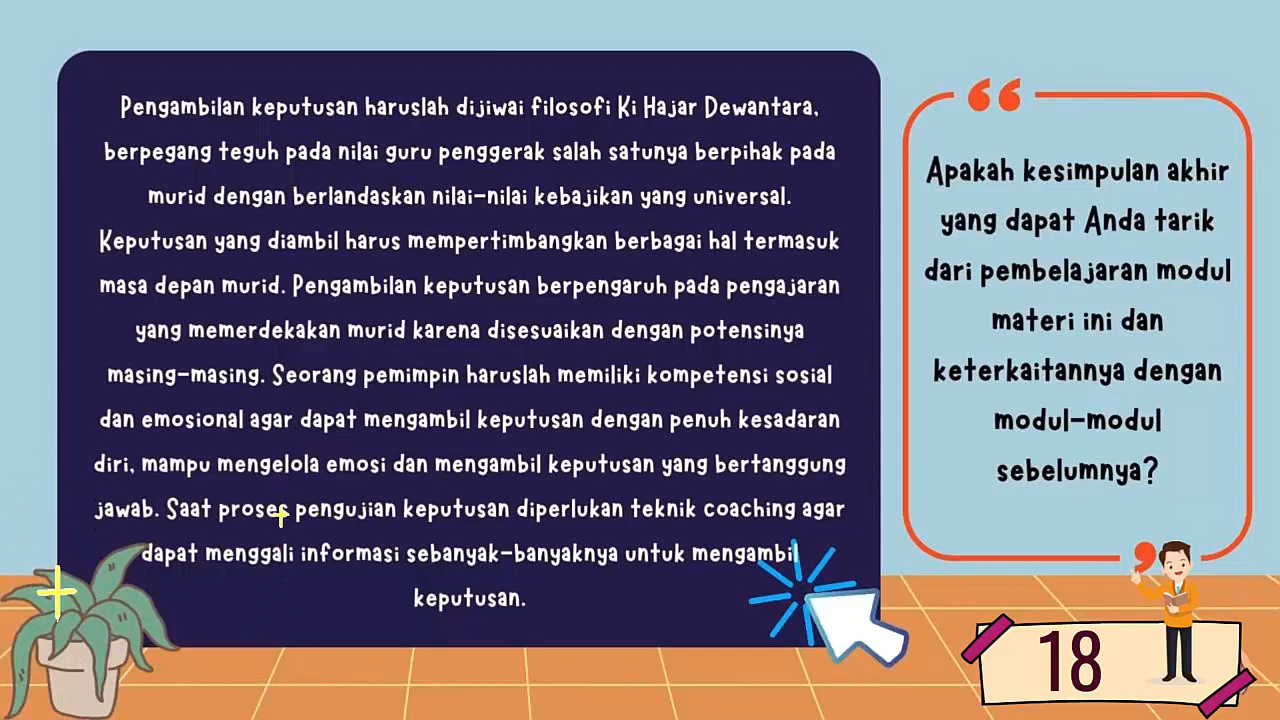 Pengambilan keputusan haruslah dijiwai filosofi Ki Hajar Dewantara,
berpegang teguh pada nilai guru penggerak salah satunya berpihak pada
murid dengan berlandaskan nilai-nilai kebajikan yang universal.
Keputusan yang diambil harus mempertimbangkan berbagai hal termasuk
masa depan murid. Pengambilan keputusan berpengaruh pada pengajaran
yang memerdekakan murid karena disesuaikan dengan potensinya
masing-masing. Seorang pemimpin haruslah memiliki kompetensi sosial
dan emosional agar dapat mengambil keputusan dengan penuh kesadaran
diri, mampu mengelola emosi dan mengambil keputusan yang bertanggung
jawab. Saat proses pengujian keputusan diperlukan teknik coaching agar
dapat menggali informasi sebanyak-banyaknya untuk mengambil
keputusan.
“
Apakah kesimpulan akhir
yang dapat Anda tarik
dari pembelajaran modul
materi ini dan
keterkaitannya dengan
modul-modul
sebelumnya?
18